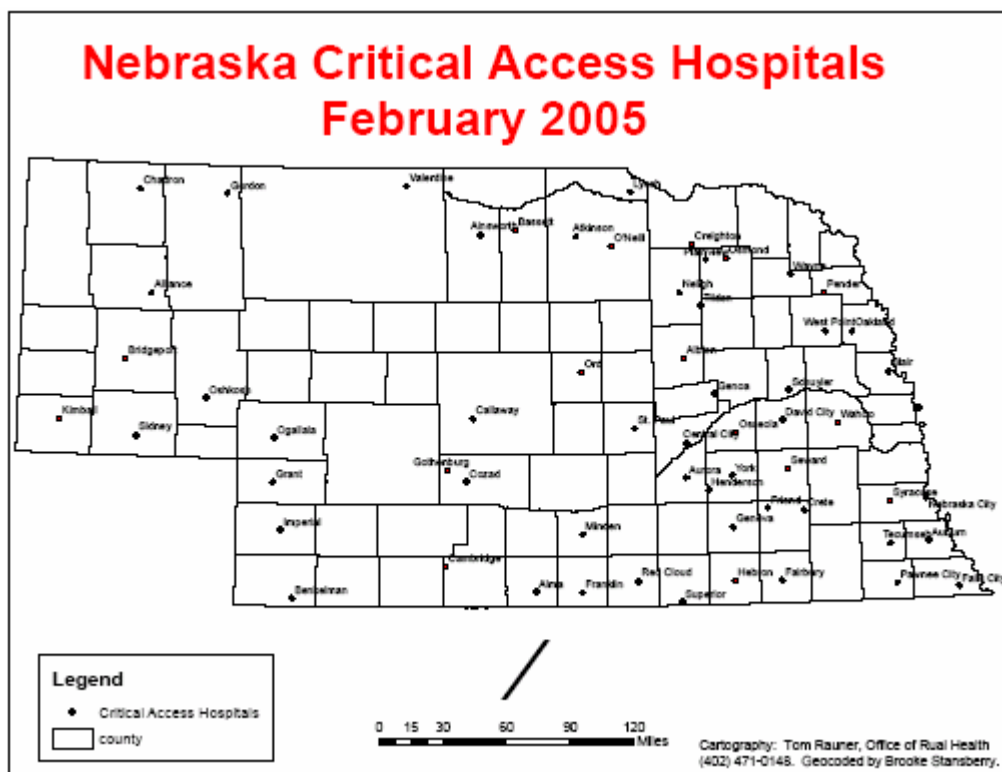 Nebraska Critical Access Hospitals
February 2005
Chadron
Gordon
Valentine
Lynch
Ainsworth
Bassett
Atkinson
O'Neill
Creighton
Plainview
Osmond
Wayne
Alliance
Neligh
Tilden
Pender
West Point
Oakland
Bridgeport
Ord
Albion
Blair
Oshkosh
Genoa
Schuyler
Kimball
Callaway
St. Paul
David City
Wahoo
Sidney
Ogallala
Central City
Osceola
Gothenburg
Cozad
Grant
Aurora
York
Seward
Henderson
Syracuse
Nebraska City
Friend
Crete
Imperial
Minden
Geneva
Tecumseh
Auburn
Cambridge
Benkelman
Alma
Franklin
Red Cloud
Hebron
Fairbury
Pawnee City
Falls City
Superior
Legend
Critical Access Hospitals
county
0 15 30 60 90 120
Miles
Cartography: Tom Rauner, Office of Rual Health
(402) 471-0148. Geocoded by Brooke Stansberry.